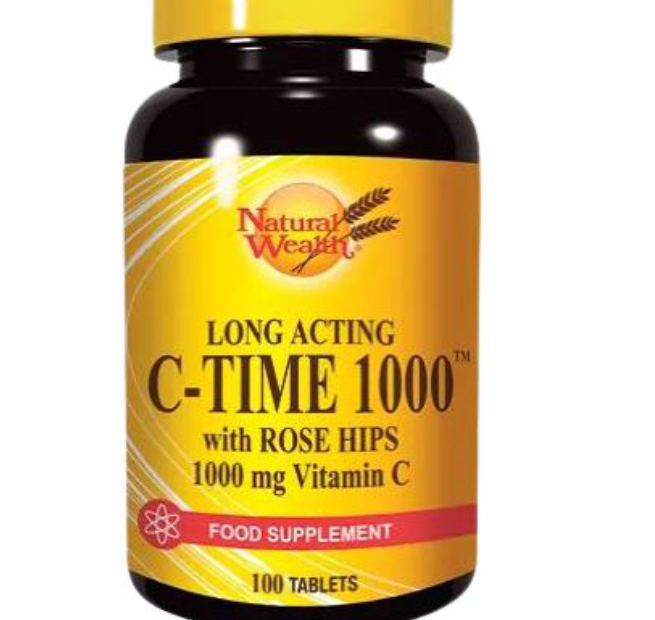 Natural
Wealth®
LONG ACTING
C-TIME 1000™
with ROSE HIPS
1000 mg Vitamin C
FOOD SUPPLEMENT
100 TABLETS